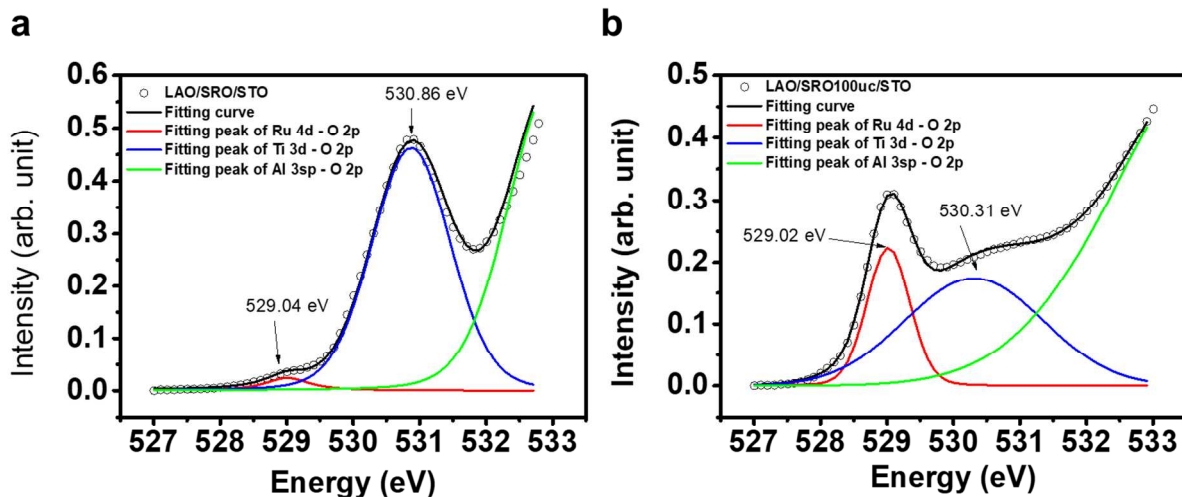 a
Intensity (arb. unit)
0.6
0.5
0.4
0.3
0.2
0.1
0.0
LAO/SRO/STO
Fitting curve
Fitting peak of Ru 4d - O 2p
Fitting peak of Ti 3d - O 2p
Fitting peak of Al 3sp - O 2p
530.86 eV
529.04 eV
527 528 529 530 531 532 533
Energy (eV)
b
Intensity (arb. unit)
0.5
0.4
0.3
0.2
0.1
0.0
LAO/SRO100uc/STO
Fitting curve
Fitting peak of Ru 4d - O 2p
Fitting peak of Ti 3d - O 2p
Fitting peak of Al 3sp - O 2p
529.02 eV
530.31 eV
527 528 529 530 531 532 533
Energy (eV)